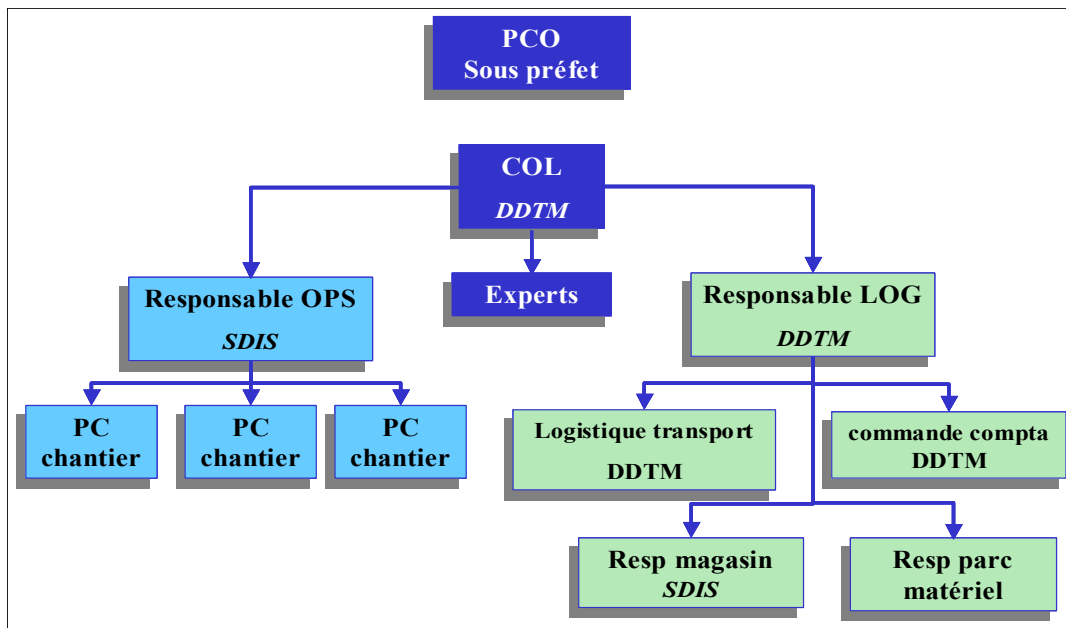 PCO
Sous préfet
COL
DDTM
Experts
Responsable OPS
SDIS
Responsable LOG
DDTM
PC
chantier
PC
chantier
PC
chantier
Logistique transport
DDTM
commande compta
DDTM
Resp magasin
SDIS
Resp parc
matériel